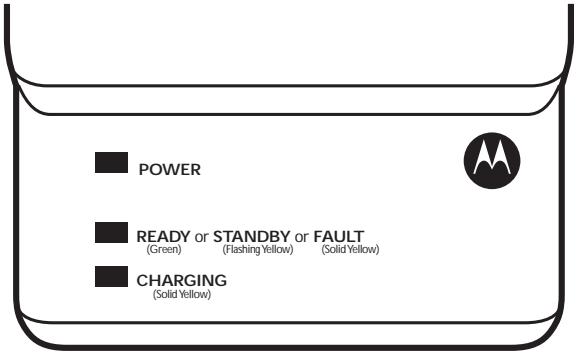 POWER
READY or STANDBY or FAULT
(Green) (Flashing Yellow) (Solid Yellow)
CHARGING
(Solid Yellow)